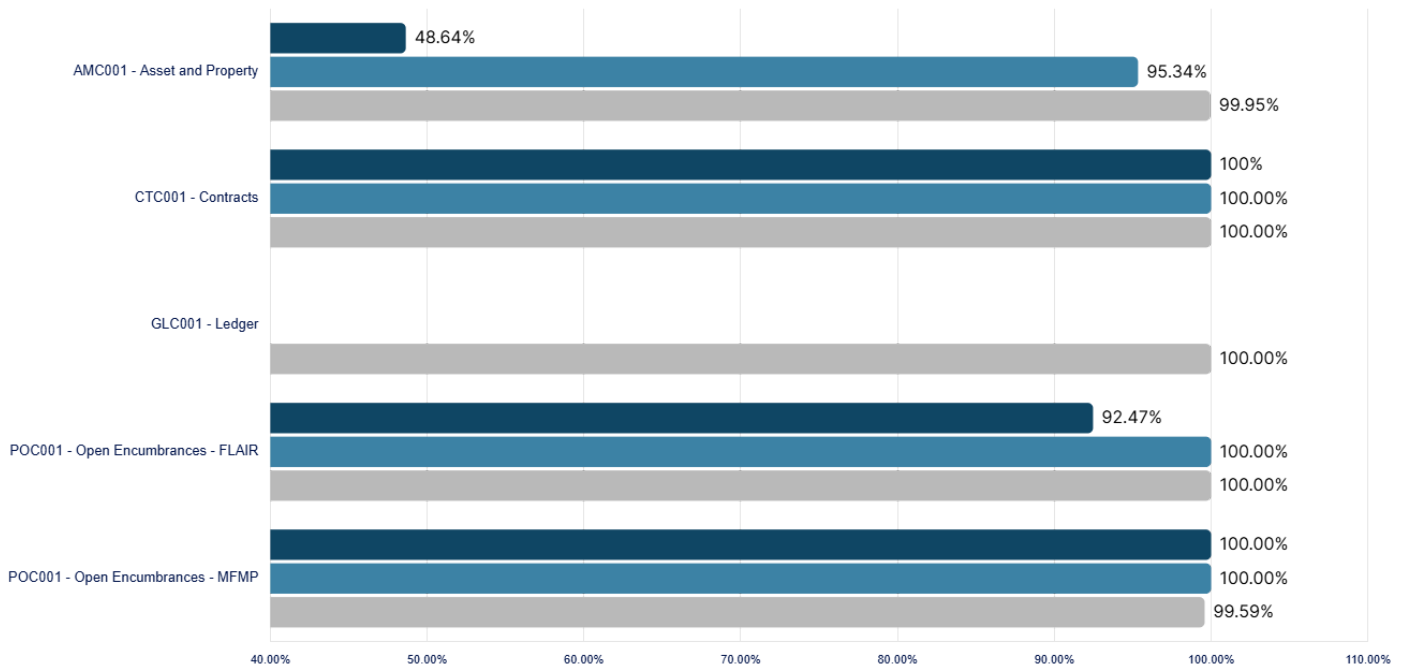 48.64%
AMC001 - Asset and Property
95.34%
99.95%
100%
CTC001 - Contracts
100.00%
100.00%
GLC001 - Ledger
100.00%
92.47%
POC001 - Open Encumbrances - FLAIR
100.00%
100.00%
100.00%
POC001 - Open Encumbrances - MFMP
100.00%
99.59%
40.00% 50.00% 60.00% 70.00% 80.00% 90.00% 100.00% 110.00%